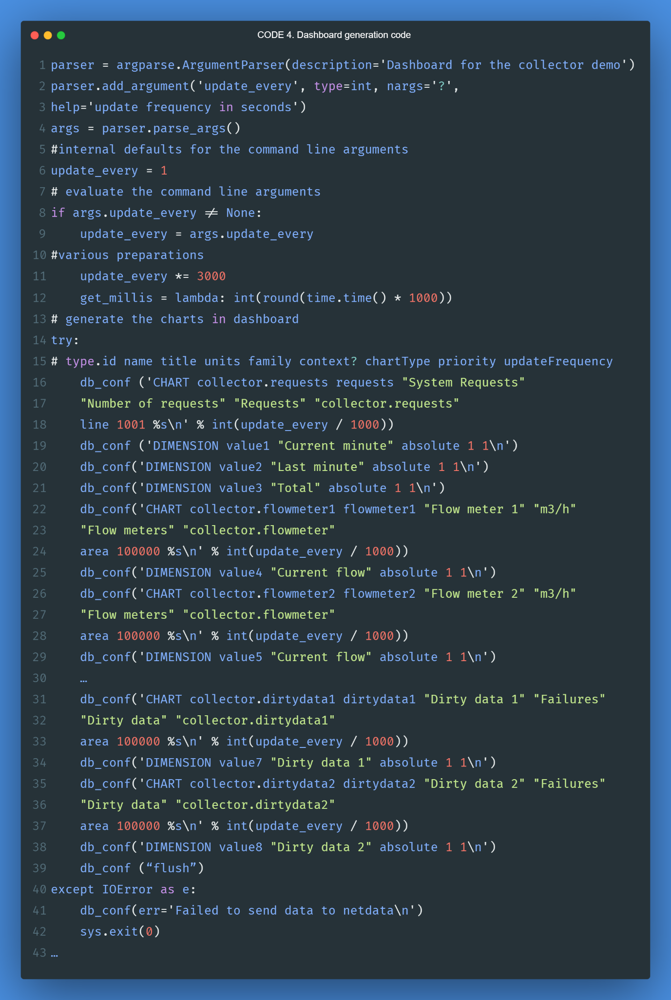 CODE 4. Dashboard generation code
1 parser = argparse.ArgumentParser(description='Dashboard for the collector demo')
2 parser.add_argument('update_every', type=int, nargs='?',
3 help='update frequency in seconds')
4 args = parser.parse_args()
5 #internal defaults for the command line arguments
6 update_every = 1
7 # evaluate the command line arguments
8 if args.update_every != None:
9     update_every = args.update_every
10 #various preparations
11     update_every *= 3000
12     get_millis = lambda: int(round(time.time() * 1000))
13 # generate the charts in dashboard
14 try:
15 # type.id name title units family context? chartType priority updateFrequency
16     db_conf ('CHART collector.requests requests "System Requests"
17     "Number of requests" "Requests" "collector.requests"
18     line 1001 %s\n' % int(update_every / 1000))
19     db_conf ('DIMENSION value1 "Current minute" absolute 1 1\n')
20     db_conf('DIMENSION value2 "Last minute" absolute 1 1\n')
21     db_conf('DIMENSION value3 "Total" absolute 1 1\n')
22     db_conf('CHART collector.flowmeter1 flowmeter1 "Flow meter 1" "m3/h"
23     "Flow meters" "collector.flowmeter"
24     area 100000 %s\n' % int(update_every / 1000))
25     db_conf('DIMENSION value4 "Current flow" absolute 1 1\n')
26     db_conf('CHART collector.flowmeter2 flowmeter2 "Flow meter 2" "m3/h"
27     "Flow meters" "collector.flowmeter"
28     area 100000 %s\n' % int(update_every / 1000))
29     db_conf('DIMENSION value5 "Current flow" absolute 1 1\n')
30     …
31     db_conf('CHART collector.dirtydata1 dirtydata1 "Dirty data 1" "Failures"
32     "Dirty data" "collector.dirtydata1"
33     area 100000 %s\n' % int(update_every / 1000))
34     db_conf('DIMENSION value7 "Dirty data 1" absolute 1 1\n')
35     db_conf('CHART collector.dirtydata2 dirtydata2 "Dirty data 2" "Failures"
36     "Dirty data" "collector.dirtydata2"
37     area 100000 %s\n' % int(update_every / 1000))
38     db_conf('DIMENSION value8 "Dirty data 2" absolute 1 1\n')
39     db_conf (“flush”)
40 except IOError as e:
41     db_conf(err='Failed to send data to netdata\n')
42     sys.exit(0)
43 …